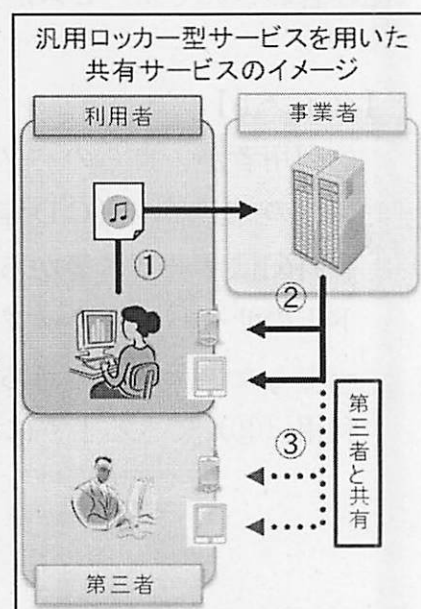 汎用ロッカー型サービスを用いた
共有サービスのイメージ
利用者
事業者
①
②
③
第三者と共有
第三者